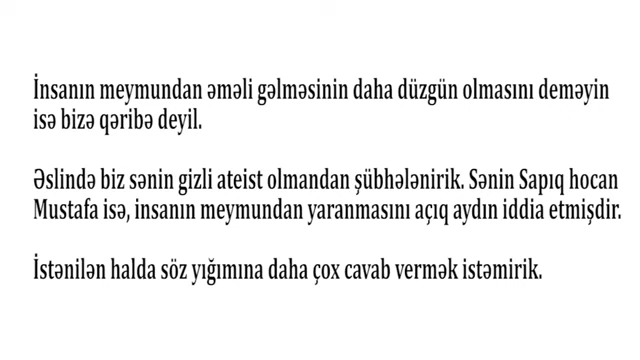 İnsanın meymundan əməli gəlməsinin daha düzgün olmasını deməyin
isə bizə qəribə deyil.
Əslində biz sənin gizli ateist olmandan şübhələnirik. Sənin Sapıq hocan
Mustafa isə, insanın meymundan yaranmasını açıq aydın iddia etmişdir.
İstənilən halda söz yığımına daha çox cavab vermək istəmirik.